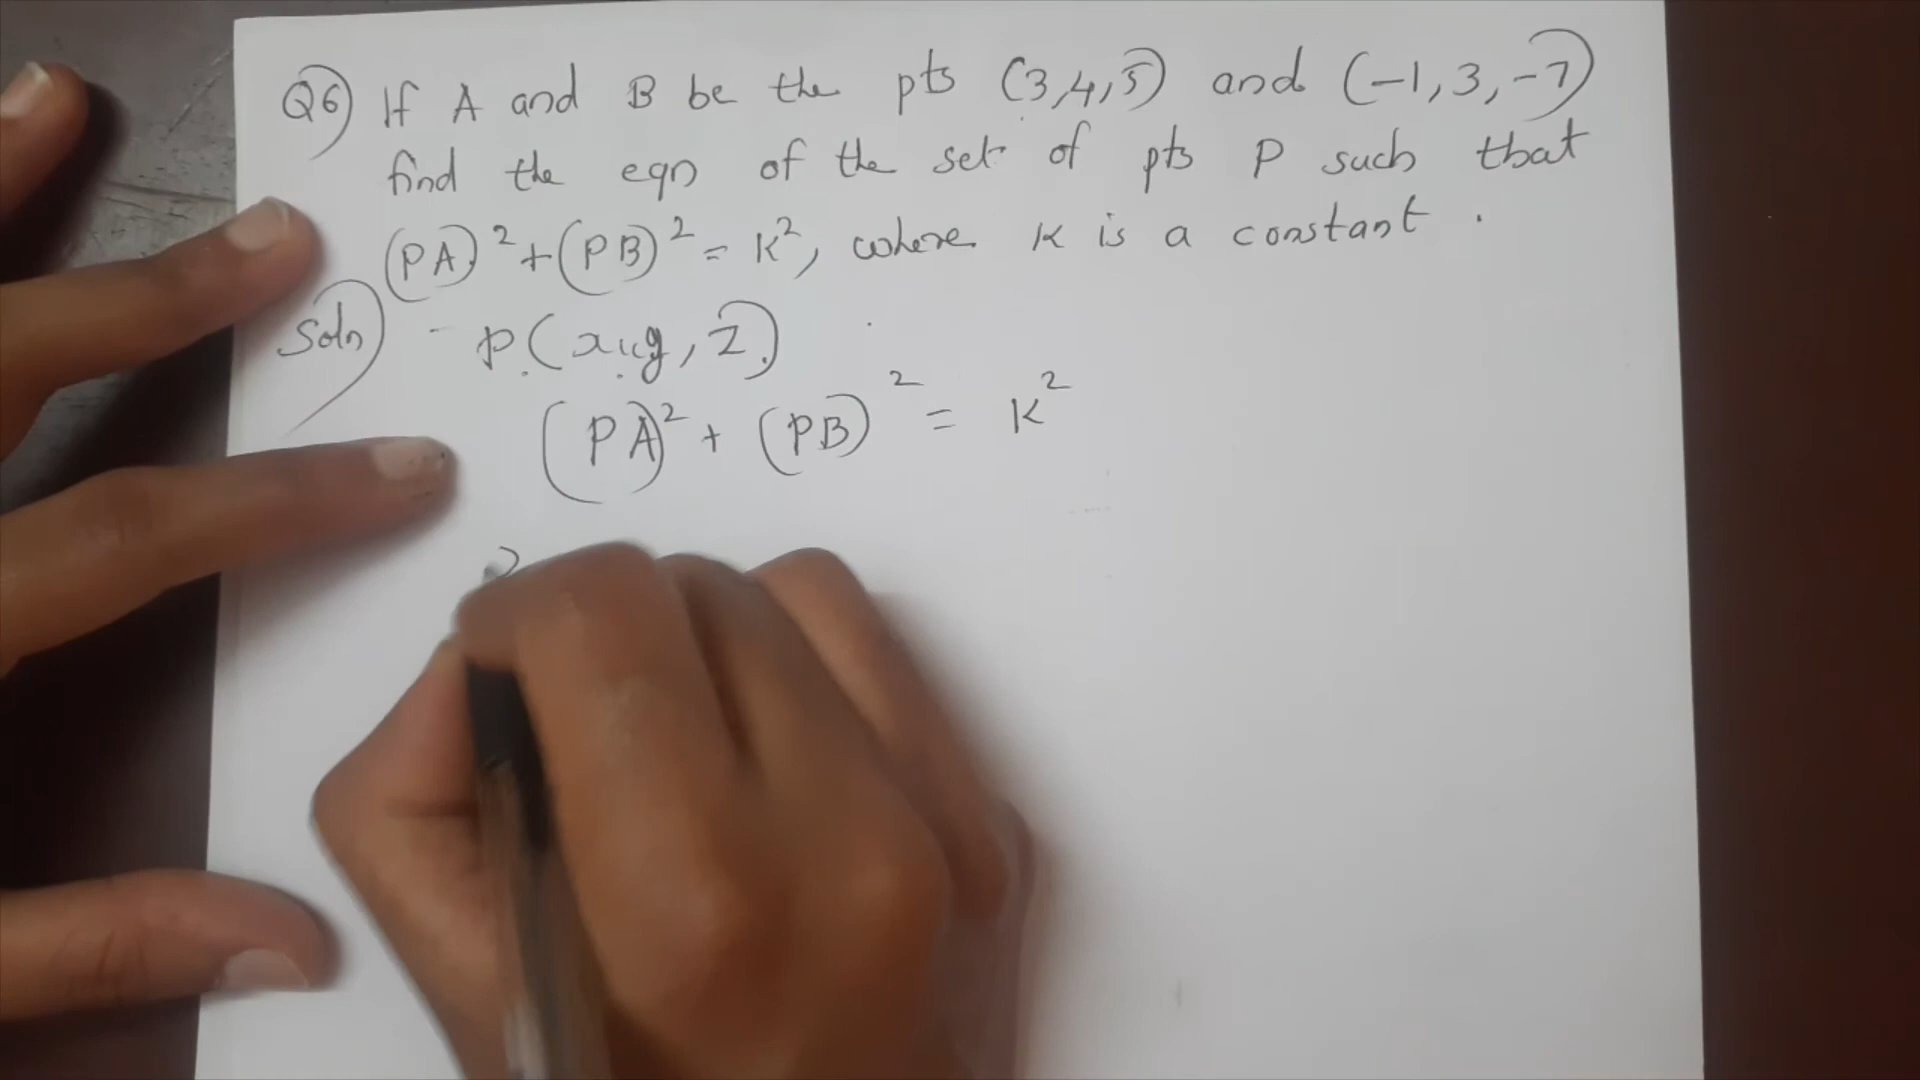 Q6) If A and B be the pts (3,4,5) and (-1,3,-7)
find the eqn of the set of pts P such that
(PA)²+(PB)² = K², where K is a constant.
Soln) P(x,y,z)
(PA)² + (PB)² = K²